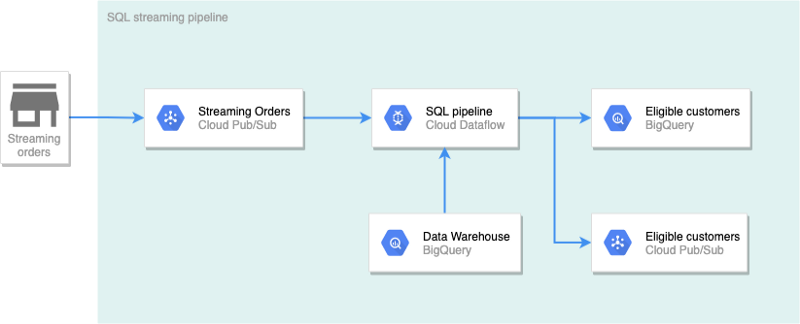 SQL streaming pipeline
Streaming
orders
Streaming Orders
Cloud Pub/Sub
SQL pipeline
Cloud Dataflow
Eligible customers
BigQuery
Data Warehouse
BigQuery
Eligible customers
Cloud Pub/Sub